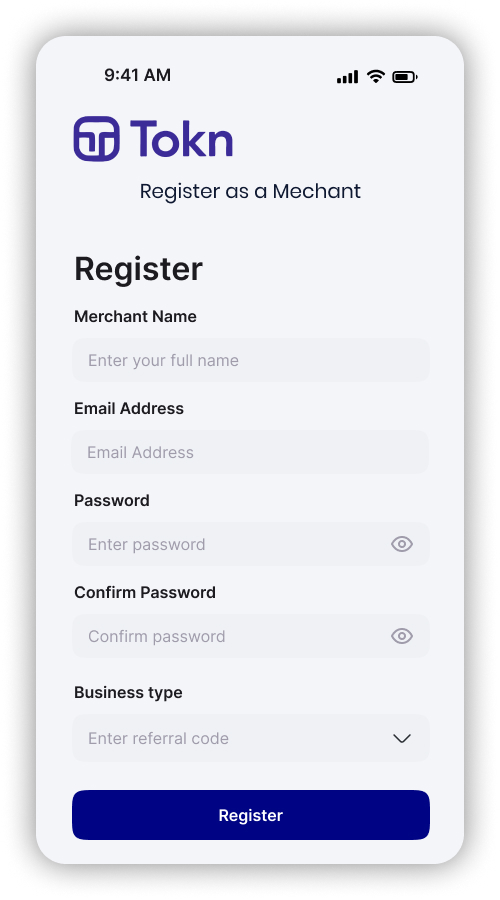 9:41 AM
Tokn
Register as a Mechant
Register
Merchant Name
Enter your full name
Email Address
Email Address
Password
Enter password
Confirm Password
Confirm password
Business type
Enter referral code
Register